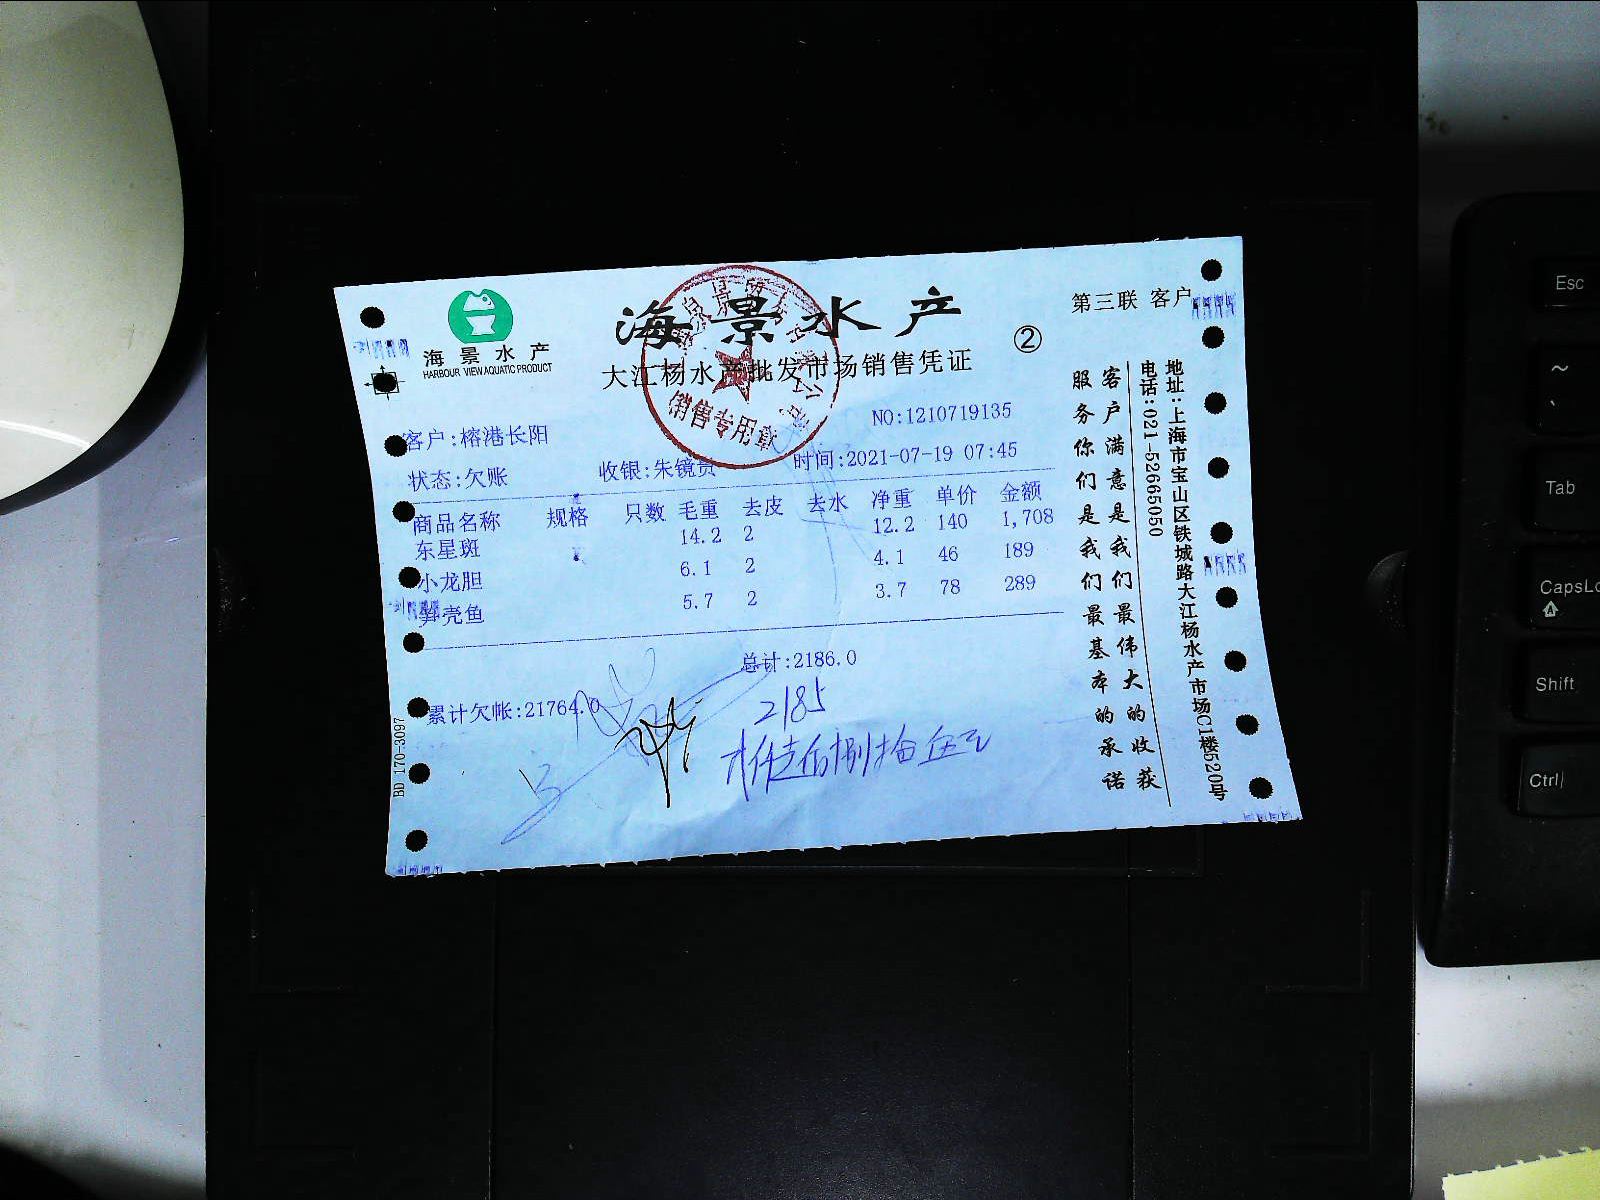 海景水产
HARBOUR VIEW AQUATIC PRODUCT
海景水产
大江杨水产批发市场销售凭证
②
第三联 客户
销售专用章
NO:1210719135
客户:榕港长阳
状态:欠账 收银:朱镜贵 时间:2021-07-19 07:45
商品名称 规格 只数 毛重 去皮 去水 净重 单价 金额
东星斑 14.2 2 12.2 140 1,708
小龙胆 6.1 2 4.1 46 189
笋壳鱼 5.7 2 3.7 78 289
总计:2186.0
累计欠帐:21764.0
2185
BD 170-3097
客户满意是我们最伟大的收获
服务你们是我们最基本的承诺
地址:上海市宝山区铁城路大江杨水产市场C1楼520号
电话:021-52665050
Esc
~
Tab
CapsLo
Shift
Ctrl